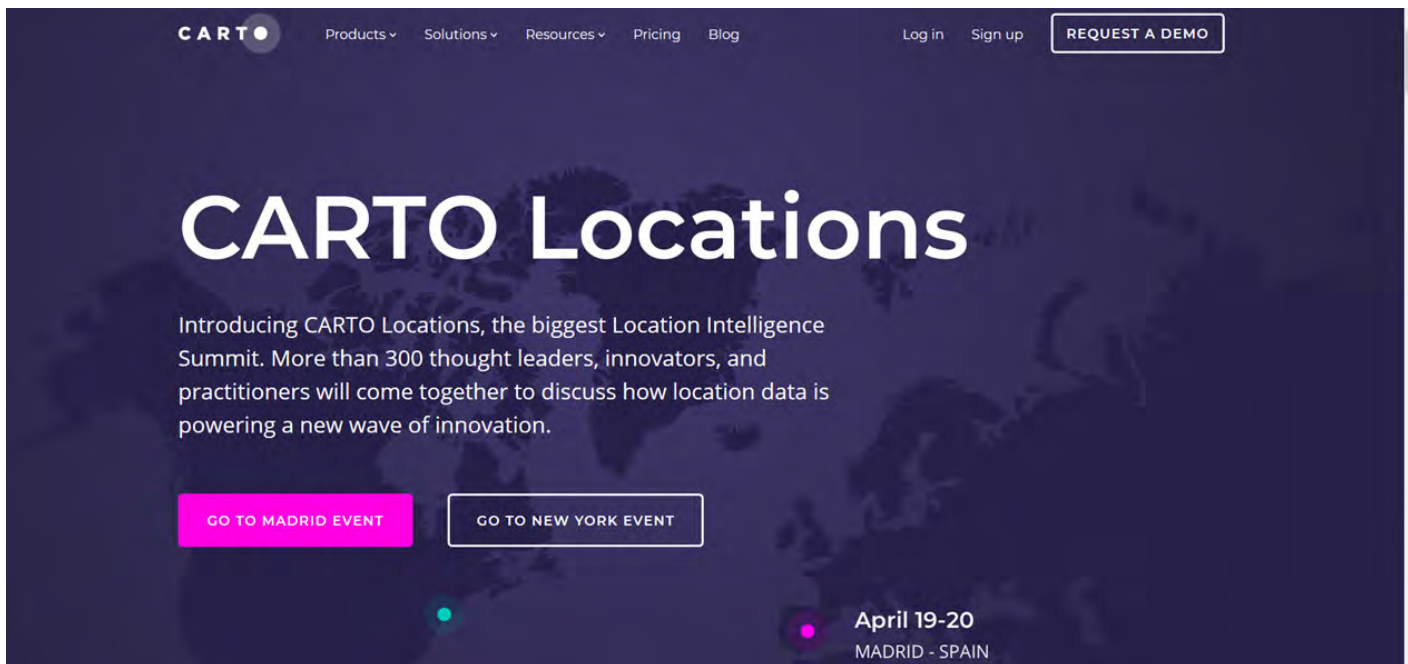 CARTO Products Solutions Resources Pricing Blog Log in Sign up REQUEST A DEMO
CARTO Locations
Introducing CARTO Locations, the biggest Location Intelligence
Summit. More than 300 thought leaders, innovators, and
practitioners will come together to discuss how location data is
powering a new wave of innovation.
GO TO MADRID EVENT GO TO NEW YORK EVENT
April 19-20
MADRID - SPAIN